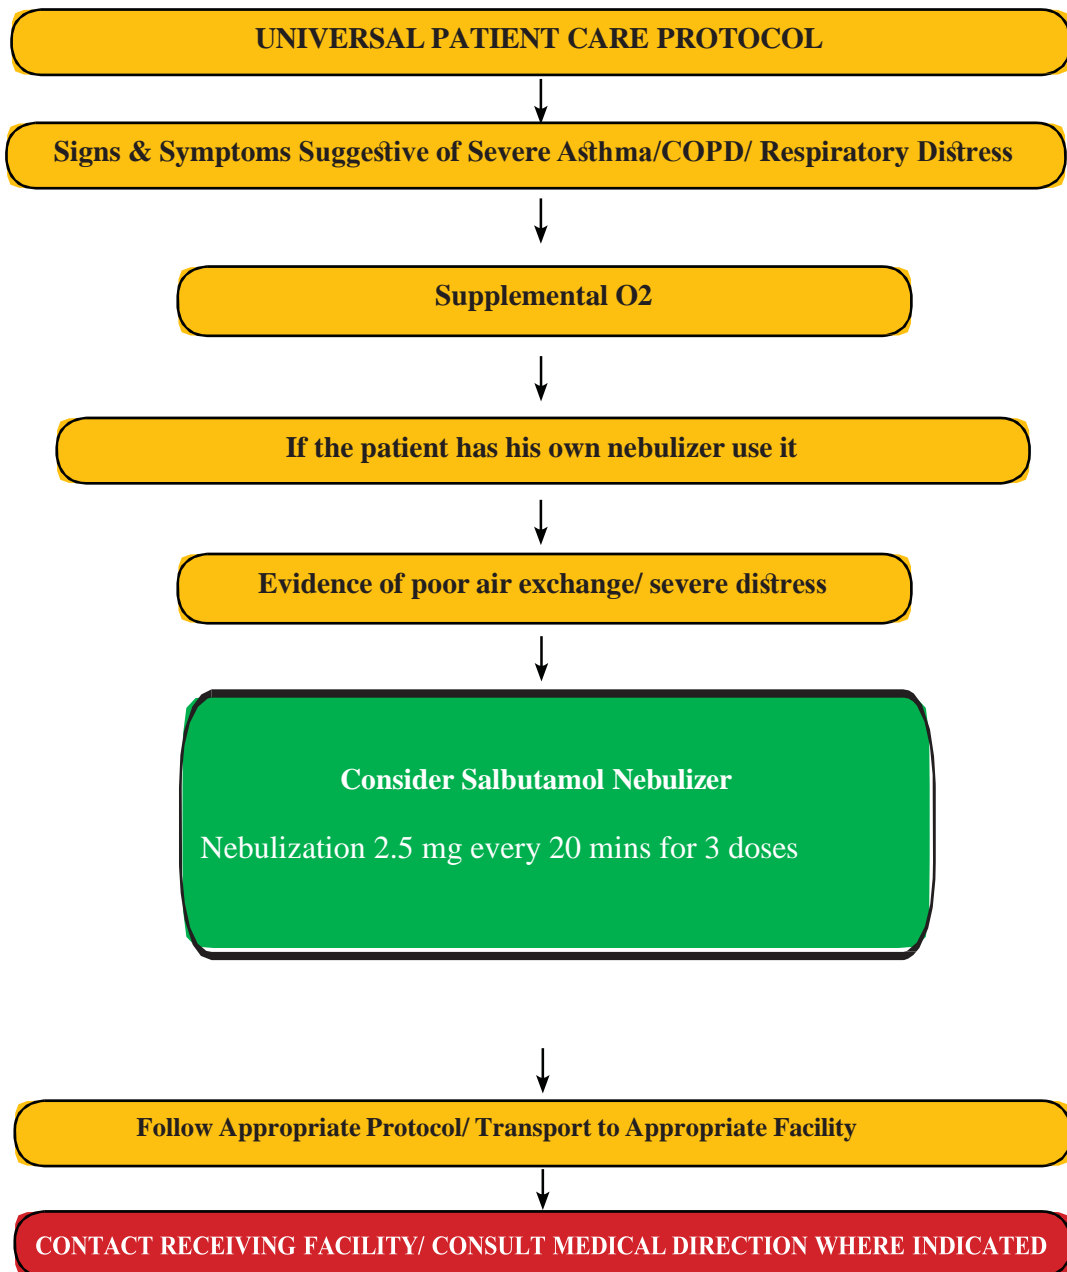 UNIVERSAL PATIENT CARE PROTOCOL
Signs & Symptoms Suggestive of Severe Asthma/COPD/ Respiratory Distress
Supplemental O2
If the patient has his own nebulizer use it
Evidence of poor air exchange/ severe distress
Consider Salbutamol Nebulizer
Nebulization 2.5 mg every 20 mins for 3 doses
Follow Appropriate Protocol/ Transport to Appropriate Facility
CONTACT RECEIVING FACILITY/ CONSULT MEDICAL DIRECTION WHERE INDICATED